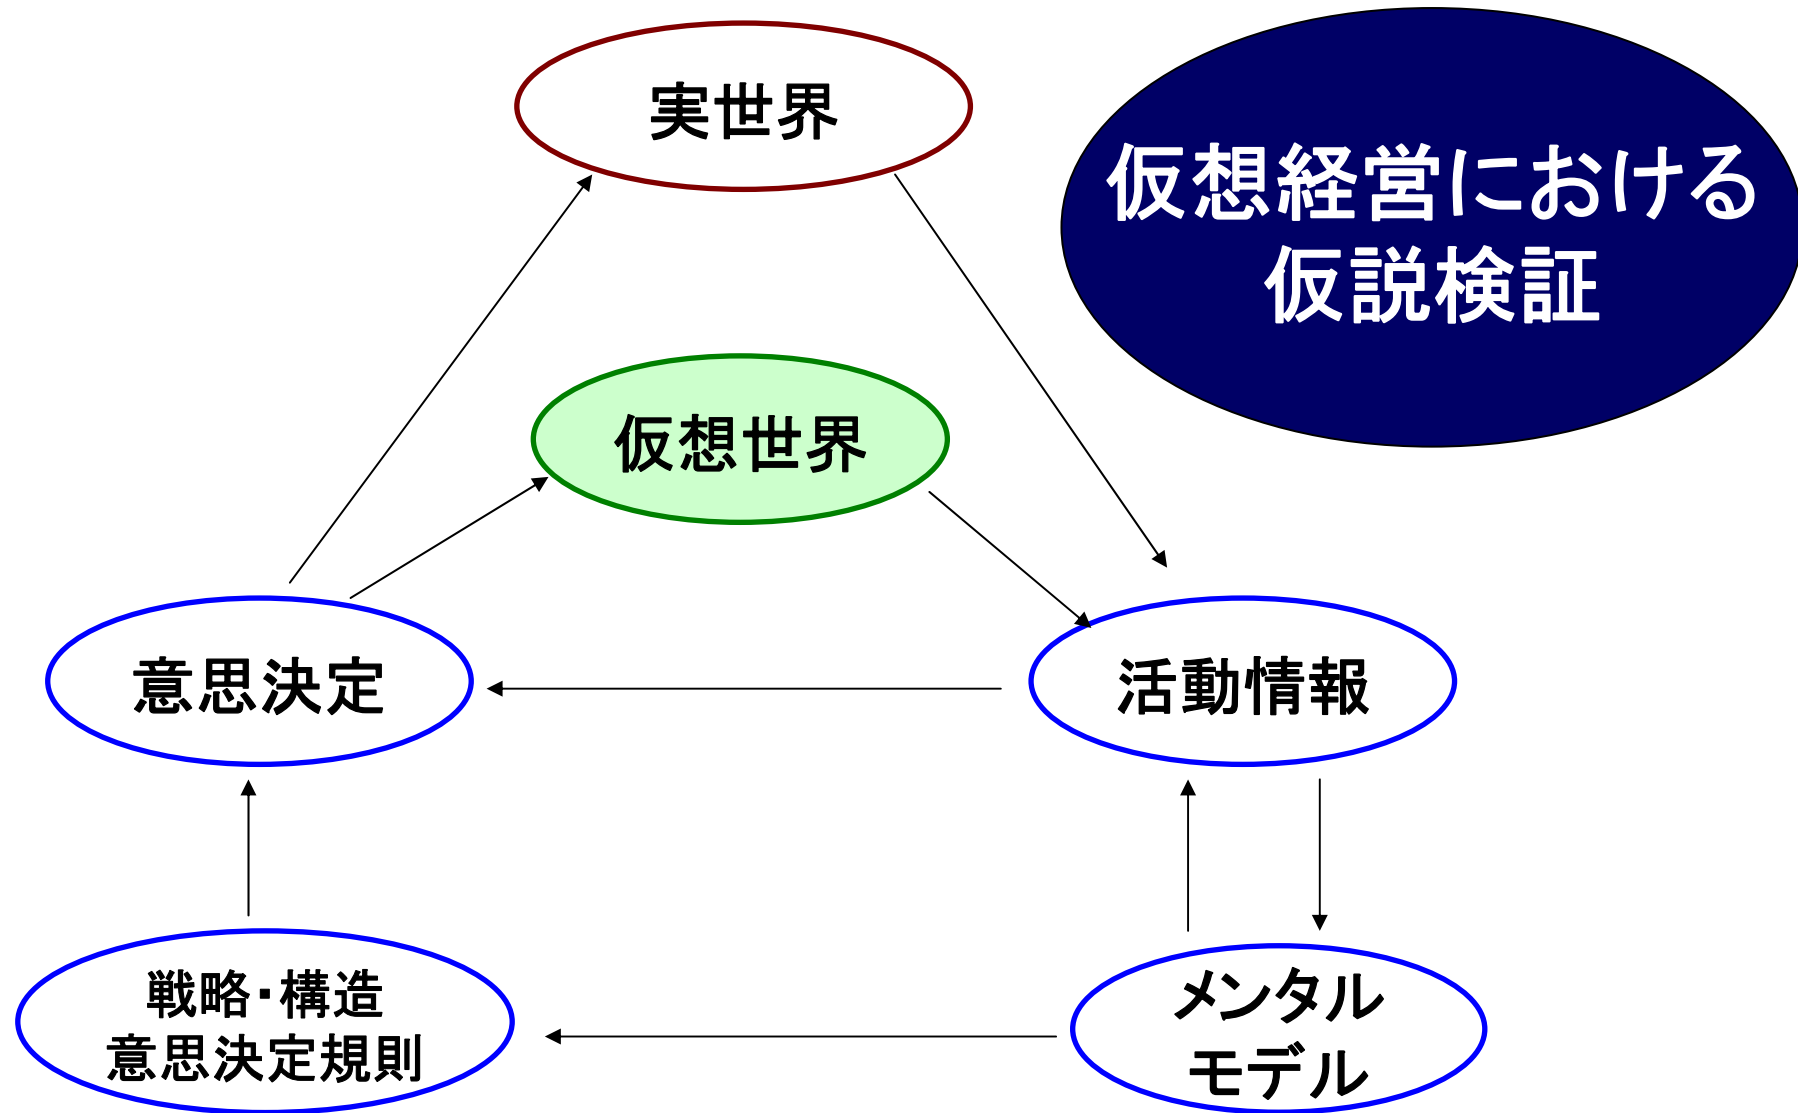 実世界
仮想経営における
仮説検証
仮想世界
意思決定
活動情報
戦略・構造
意思決定規則
メンタル
モデル